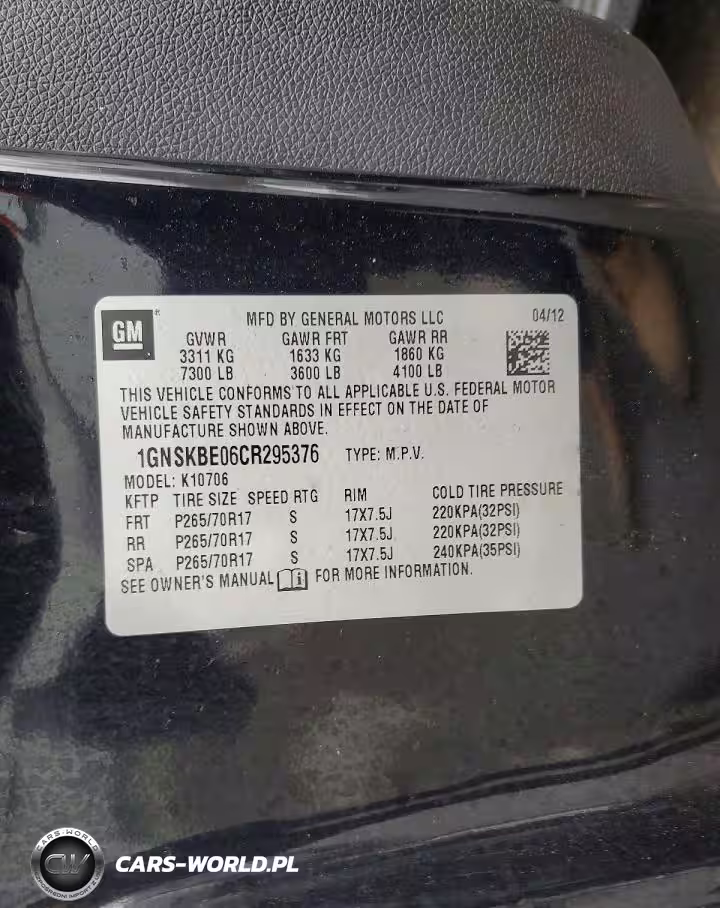 GM
MFD BY GENERAL MOTORS LLC 04/12
GVWR GAWR FRT GAWR RR
3311 KG 1633 KG 1860 KG
7300 LB 3600 LB 4100 LB
THIS VEHICLE CONFORMS TO ALL APPLICABLE U.S. FEDERAL MOTOR
VEHICLE SAFETY STANDARDS IN EFFECT ON THE DATE OF
MANUFACTURE SHOWN ABOVE.
1GNSKBE06CR295376 TYPE: M.P.V.
MODEL: K10706
KFTP TIRE SIZE SPEED RTG RIM COLD TIRE PRESSURE
FRT P265/70R17 S 17X7.5J 220KPA(32PSI)
RR P265/70R17 S 17X7.5J 220KPA(32PSI)
SPA P265/70R17 S 17X7.5J 240KPA(35PSI)
SEE OWNER'S MANUAL i FOR MORE INFORMATION.
CARS-WORLD
CARS-WORLD.PL